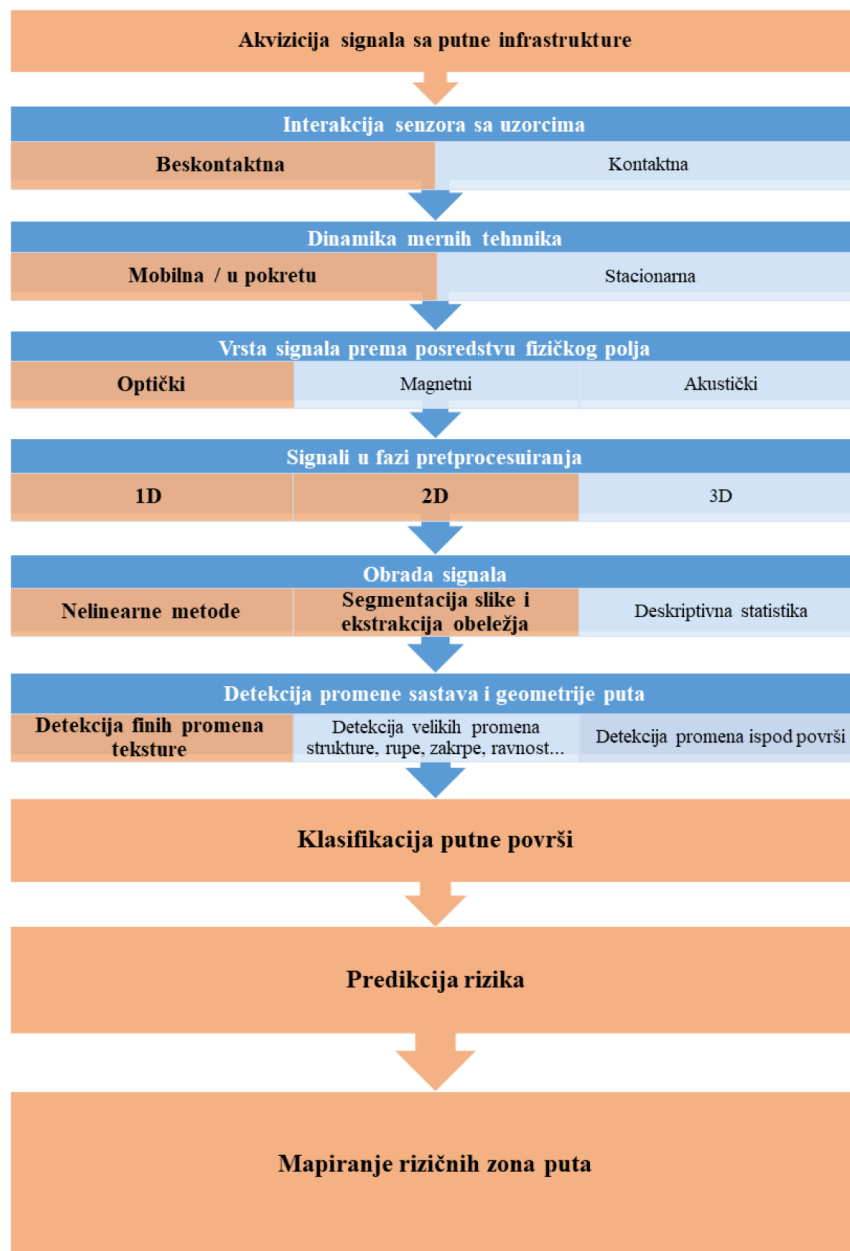 Akvizicija signala sa putne infrastrukture
Interakcija senzora sa uzorcima
Beskontaktna
Kontaktna
Dinamika mernih tehnnika
Mobilna / u pokretu
Stacionarna
Vrsta signala prema posredstvu fizičkog polja
Optički
Magnetni
Akustički
Signali u fazi pretprocesuiranja
1D
2D
3D
Obrada signala
Nelinearne metode
Segmentacija slike i
ekstrakcija obeležja
Deskriptivna statistika
Detekcija promene sastava i geometrije puta
Detekcija finih promena
teksture
Detekcija velikih promena
strukture, rupe, zakrpe, ravnost...
Detekcija promena ispod površi
Klasifikacija putne površi
Predikcija rizika
Mapiranje rizičnih zona puta